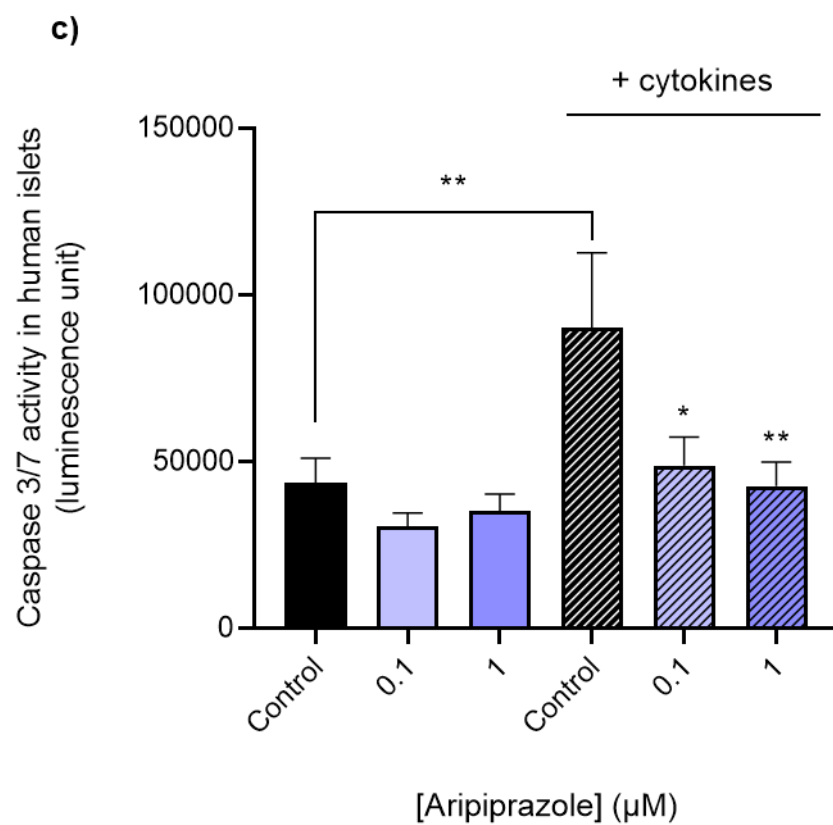 c)
+ cytokines
Caspase 3/7 activity in human islets
(luminescence unit)
150000
**
100000
50000
*
**
0
Control
0.1
1
Control
0.1
1
[Aripiprazole] (μM)